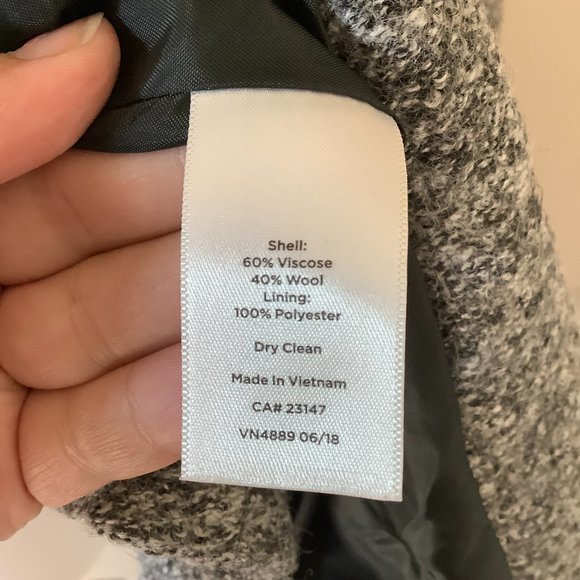 Shell:
60% Viscose
40% Wool
Lining:
100% Polyester
Dry Clean
Made In Vietnam
CA# 23147
VN4889 06/18